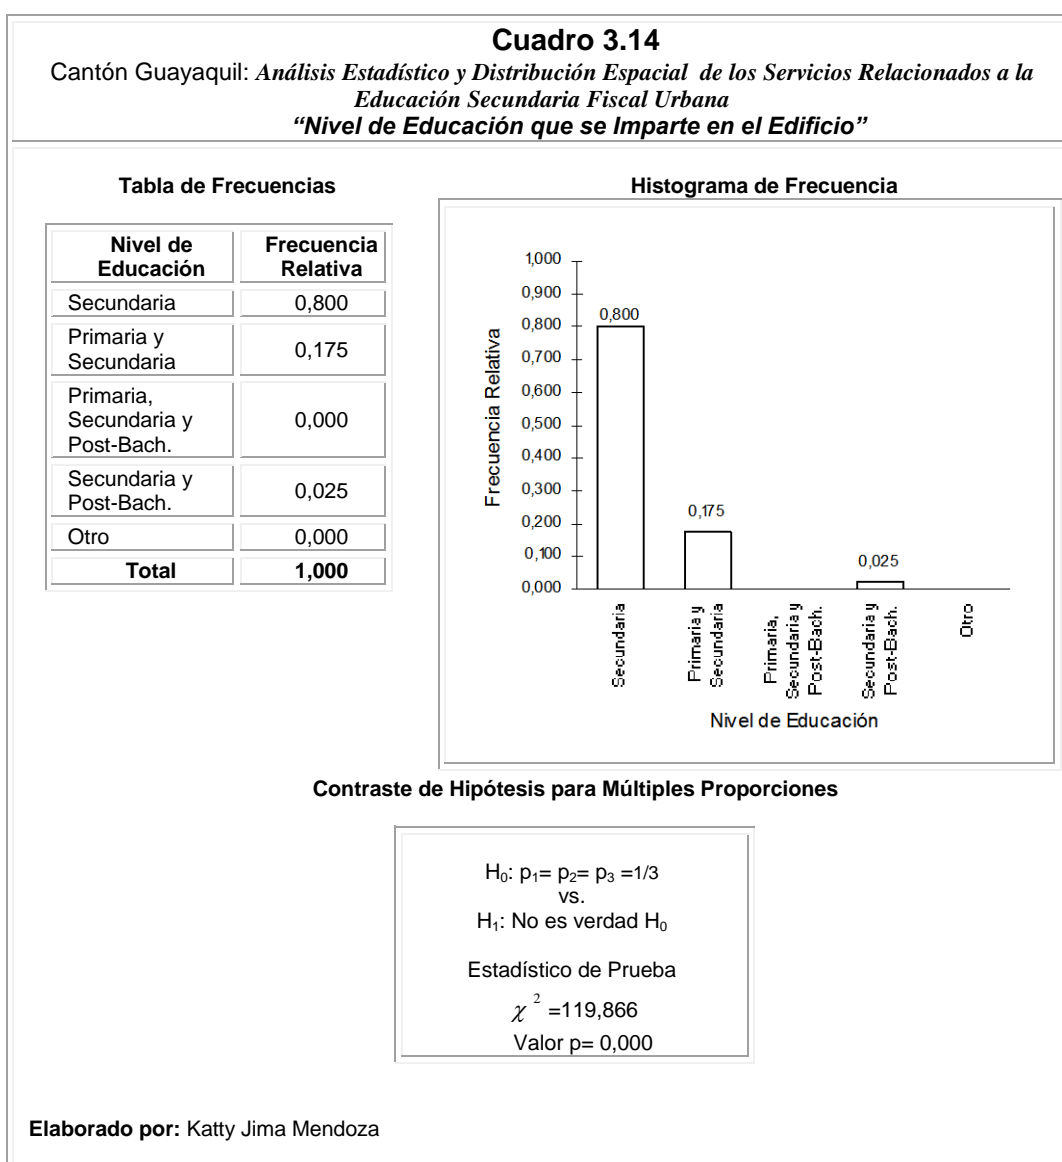 Cuadro 3.14
Cantón Guayaquil: Análisis Estadístico y Distribución Espacial de los Servicios Relacionados a la
Educación Secundaria Fiscal Urbana
“Nivel de Educación que se Imparte en el Edificio”
Tabla de Frecuencias
Nivel de Educación Frecuencia Relativa
Secundaria 0,800
Primaria y Secundaria 0,175
Primaria, Secundaria y Post-Bach. 0,000
Secundaria y Post-Bach. 0,025
Otro 0,000
Total 1,000
Histograma de Frecuencia
Frecuencia Relativa
1,000
0,900
0,800
0,700
0,600
0,500
0,400
0,300
0,200
0,100
0,000
0,800
0,175
0,025
Secundaria
Primaria y
Secundaria
Primaria,
Secundaria y
Post-Bach.
Secundaria y
Post-Bach.
Otro
Nivel de Educación
Contraste de Hipótesis para Múltiples Proporciones
H₀: p₁= p₂= p₃ =1/3
vs.
H₁: No es verdad H₀
Estadístico de Prueba
χ ² =119,866
Valor p= 0,000
Elaborado por: Katty Jima Mendoza